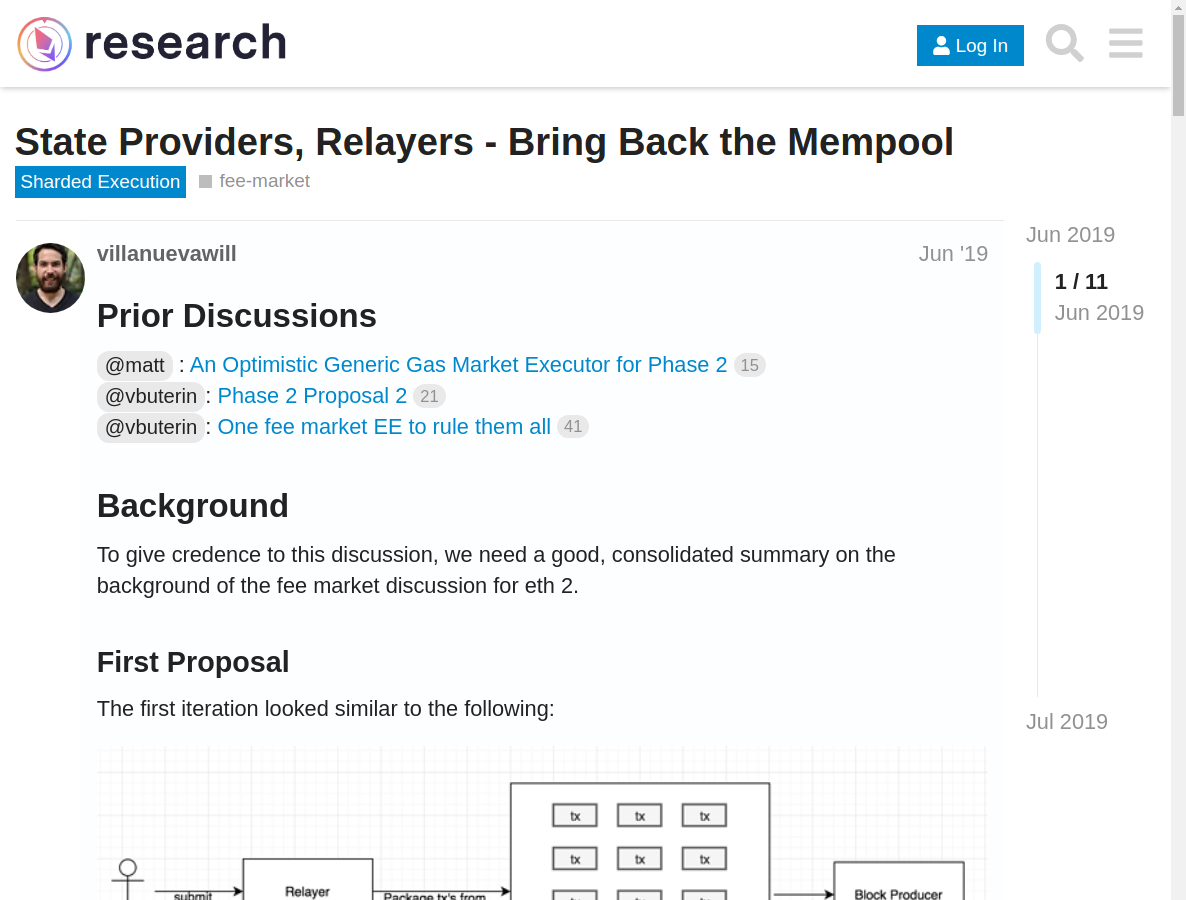 research
Log In
State Providers, Relayers - Bring Back the Mempool
Sharded Execution
fee-market
villanuevawill
Jun '19
Jun 2019
1 / 11
Jun 2019
Jul 2019
Prior Discussions
@matt : An Optimistic Generic Gas Market Executor for Phase 2 15
@vbuterin : Phase 2 Proposal 2 21
@vbuterin : One fee market EE to rule them all 41
Background
To give credence to this discussion, we need a good, consolidated summary on the
background of the fee market discussion for eth 2.
First Proposal
The first iteration looked similar to the following:
tx tx tx
tx tx tx
tx tx tx
submit
Relayer
Package tx's from
Block Producer